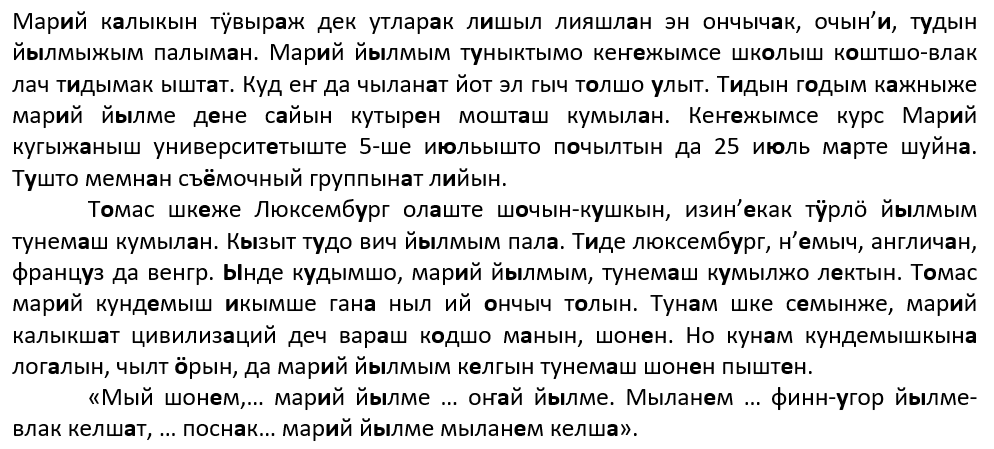 Марий калыкын тӱвыраж дек утларак лишыл лияшлан эн ончычак, очын’и, тудын
йылмыжым палыман. Марий йылмым туныктымо кеҥежымсе школыш коштшо-влак
лач тидымак ыштат. Куд еҥ да чыланат йот эл гыч толшо улыт. Тидын годым кажныже
марий йылме дене сайын кутырен мошташ кумылан. Кеҥежымсе курс Марий
кугыжаныш университетыште 5-ше июльышто почылтын да 25 июль марте шуйна.
Тушто мемнан съёмочный группынат лийын.
Томас шкеже Люксембург олаште шочын-кушкын, изин’екак тӱрлӧ йылмым
тунемаш кумылан. Кызыт тудо вич йылмым пала. Тиде люксембург, н’емыч, англичан,
француз да венгр. Ынде кудымшо, марий йылмым, тунемаш кумылжо лектын. Томас
марий кундемыш икымше гана ныл ий ончыч толын. Тунам шке семынже, марий
калыкшат цивилизаций деч вараш кодшо манын, шонен. Но кунам кундемышкына
логалын, чылт ӧрын, да марий йылмым келгын тунемаш шонен пыштен.
«Мый шонем,… марий йылме … оҥай йылме. Мыланем … финн-угор йылме-
влак келшат, … поснак… марий йылме мыланем келша».